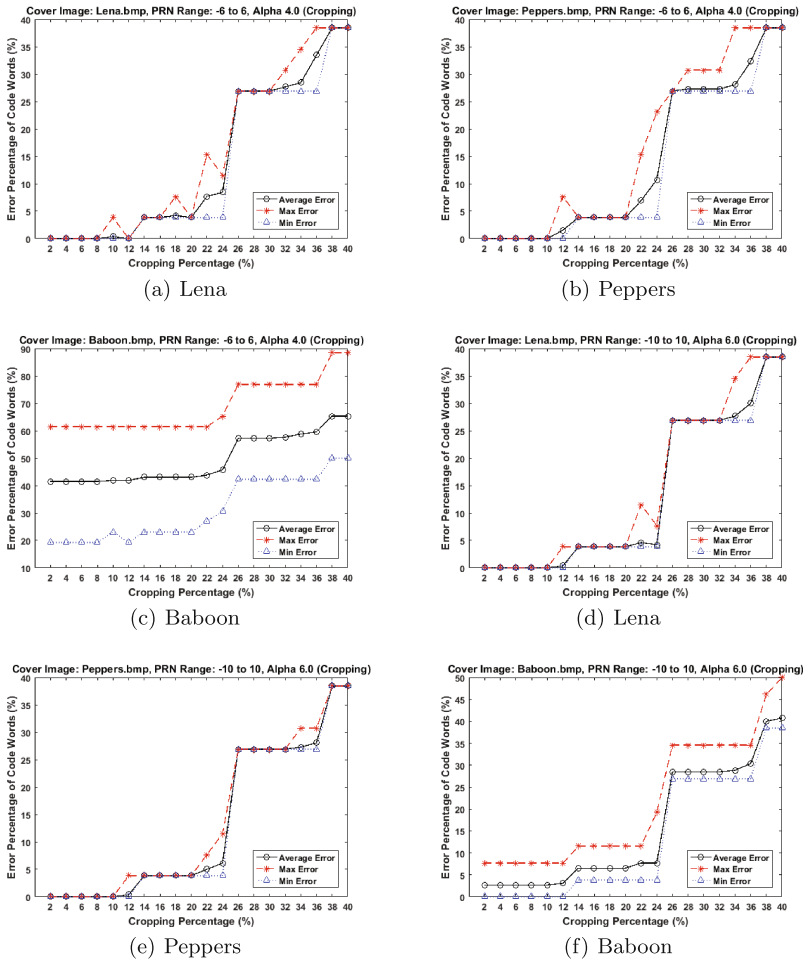 Cover Image: Lena.bmp, PRN Range: -6 to 6, Alpha 4.0 (Cropping)
Error Percentage of Code Words (%)
40
35
30
25
20
15
10
5
0
Average Error
Max Error
Min Error
2 4 6 8 10 12 14 16 18 20 22 24 26 28 30 32 34 36 38 40
Cropping Percentage (%)
(a) Lena
Cover Image: Peppers.bmp, PRN Range: -6 to 6, Alpha 4.0 (Cropping)
Error Percentage of Code Words (%)
40
35
30
25
20
15
10
5
0
Average Error
Max Error
Min Error
2 4 6 8 10 12 14 16 18 20 22 24 26 28 30 32 34 36 38 40
Cropping Percentage (%)
(b) Peppers
Cover Image: Baboon.bmp, PRN Range: -6 to 6, Alpha 4.0 (Cropping)
Error Percentage of Code Words (%)
90
80
70
60
50
40
30
20
10
Average Error
Max Error
Min Error
2 4 6 8 10 12 14 16 18 20 22 24 26 28 30 32 34 36 38 40
Cropping Percentage (%)
(c) Baboon
Cover Image: Lena.bmp, PRN Range: -10 to 10, Alpha 6.0 (Cropping)
Error Percentage of Code Words (%)
40
35
30
25
20
15
10
5
0
Average Error
Max Error
Min Error
2 4 6 8 10 12 14 16 18 20 22 24 26 28 30 32 34 36 38 40
Cropping Percentage (%)
(d) Lena
Cover Image: Peppers.bmp, PRN Range: -10 to 10, Alpha 6.0 (Cropping)
Error Percentage of Code Words (%)
40
35
30
25
20
15
10
5
0
Average Error
Max Error
Min Error
2 4 6 8 10 12 14 16 18 20 22 24 26 28 30 32 34 36 38 40
Cropping Percentage (%)
(e) Peppers
Cover Image: Baboon.bmp, PRN Range: -10 to 10, Alpha 6.0 (Cropping)
Error Percentage of Code Words (%)
50
45
40
35
30
25
20
15
10
5
0
Average Error
Max Error
Min Error
2 4 6 8 10 12 14 16 18 20 22 24 26 28 30 32 34 36 38 40
Cropping Percentage (%)
(f) Baboon